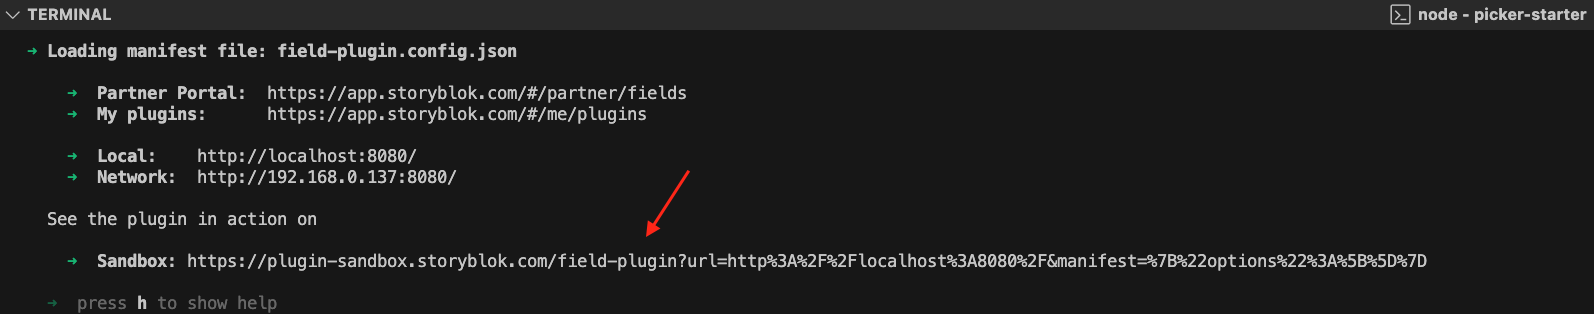 TERMINAL
node - picker-starter
➜ Loading manifest file: field-plugin.config.json
➜ Partner Portal: https://app.storyblok.com/#/partner/fields
➜ My plugins: https://app.storyblok.com/#/me/plugins
➜ Local: http://localhost:8080/
➜ Network: http://192.168.0.137:8080/
See the plugin in action on
➜ Sandbox: https://plugin-sandbox.storyblok.com/field-plugin?url=http%3A%2F%2Flocalhost%3A8080%2F&manifest=%7B%22options%22%3A%5B%5D%7D
➜ press h to show help